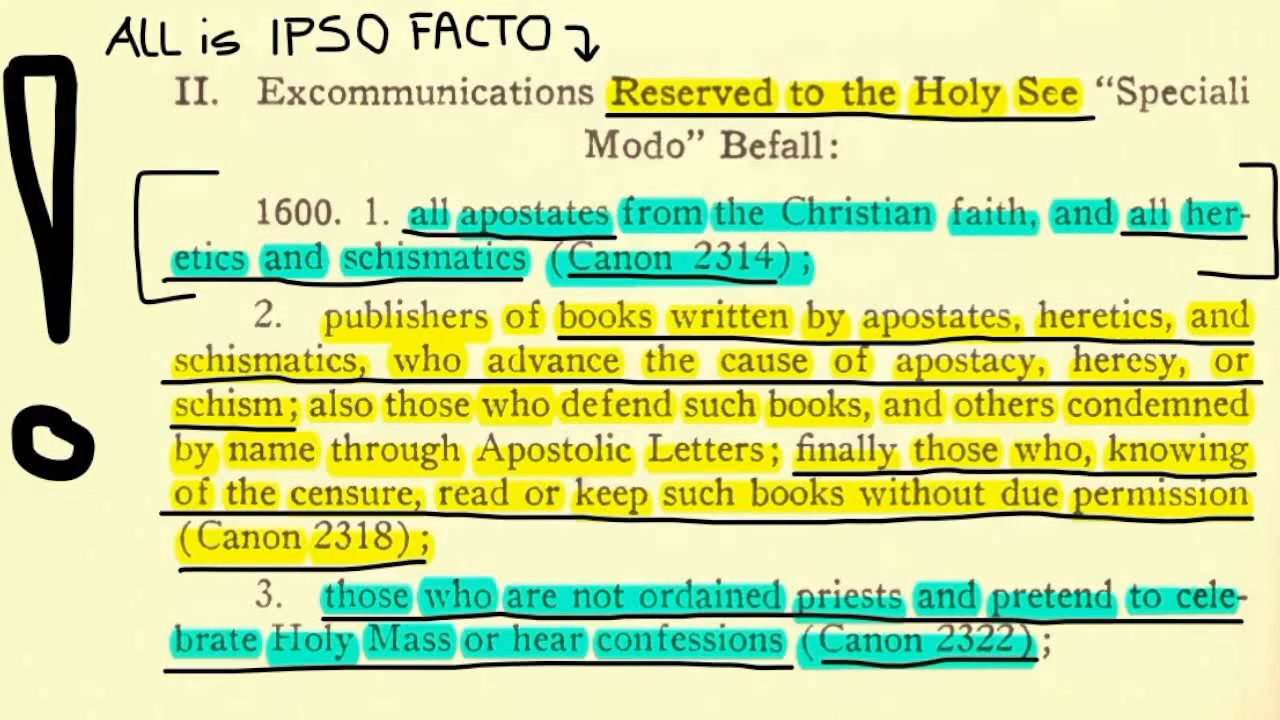 ALL is IPSO FACTO
II. Excommunications Reserved to the Holy See “Speciali
Modo” Befall:
1600. 1. all apostates from the Christian faith, and all her-
etics and schismatics (Canon 2314);
2. publishers of books written by apostates, heretics, and
schismatics, who advance the cause of apostacy, heresy, or
schism; also those who defend such books, and others condemned
by name through Apostolic Letters; finally those who, knowing
of the censure, read or keep such books without due permission
(Canon 2318);
3. those who are not ordained priests and pretend to cele-
brate Holy Mass or hear confessions (Canon 2322);